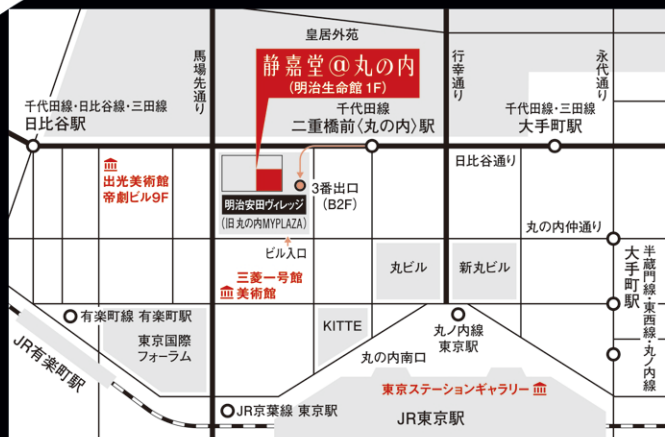 皇居外苑
馬場先通り
行幸通り
永代通り
静嘉堂@丸の内
(明治生命館 1F)
千代田線・日比谷線・三田線
日比谷駅
千代田線
二重橋前〈丸の内〉駅
千代田線・三田線
大手町駅
日比谷通り
出光美術館
帝劇ビル9F
3番出口
(B2F)
明治安田ヴィレッジ
(旧 丸の内MYPLAZA)
丸の内仲通り
ビル入口
丸ビル
新丸ビル
大手町駅
半蔵門線・東西線・丸ノ内線
三菱一号館
美術館
有楽町線 有楽町駅
KITTE
丸ノ内線
東京駅
東京国際
フォーラム
JR有楽町駅
丸の内南口
東京ステーションギャラリー
JR京葉線 東京駅
JR東京駅